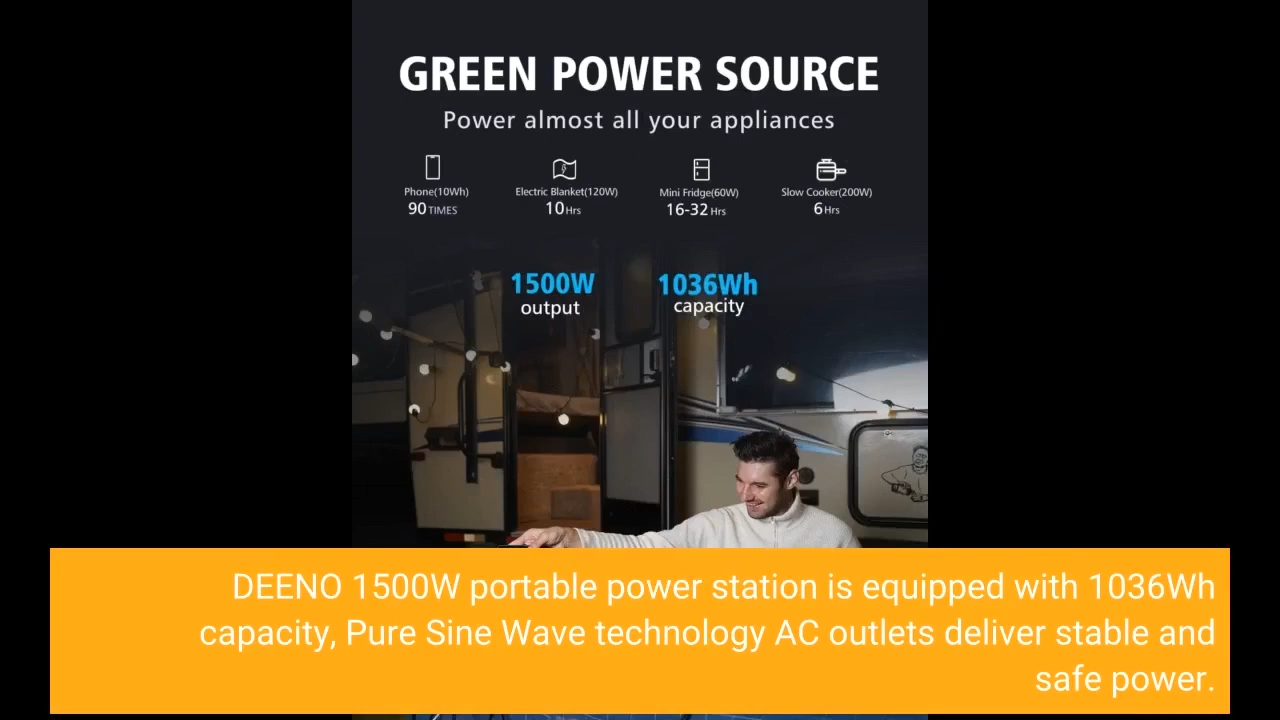 GREEN POWER SOURCE
Power almost all your appliances
Phone(10Wh)
90 TIMES
Electric Blanket(120W)
10 Hrs
Mini Fridge(60W)
16-32 Hrs
Slow Cooker(200W)
6 Hrs
1500W
output
1036Wh
capacity
DEENO 1500W portable power station is equipped with 1036Wh
capacity, Pure Sine Wave technology AC outlets deliver stable and
safe power.